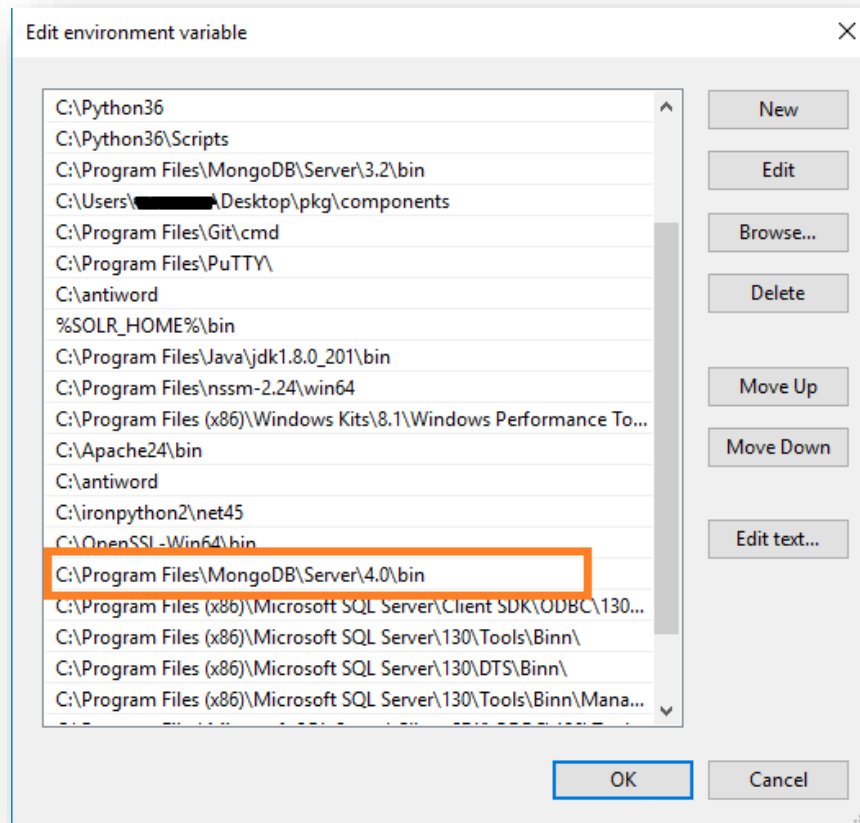 Edit environment variable
C:\Python36
C:\Python36\Scripts
C:\Program Files\MongoDB\Server\3.2\bin
C:\Users\ \Desktop\pkg\components
C:\Program Files\Git\cmd
C:\Program Files\PuTTY\
C:\antiword
%SOLR_HOME%\bin
C:\Program Files\Java\jdk1.8.0_201\bin
C:\Program Files\nssm-2.24\win64
C:\Program Files (x86)\Windows Kits\8.1\Windows Performance To...
C:\Apache24\bin
C:\antiword
C:\ironpython2\net45
C:\OpenSSL-Win64\bin
C:\Program Files\MongoDB\Server\4.0\bin
C:\Program Files (x86)\Microsoft SQL Server\Client SDK\ODBC\130...
C:\Program Files (x86)\Microsoft SQL Server\130\Tools\Binn\
C:\Program Files (x86)\Microsoft SQL Server\130\DTS\Binn\
C:\Program Files (x86)\Microsoft SQL Server\130\Tools\Binn\Mana...
New
Edit
Browse...
Delete
Move Up
Move Down
Edit text...
OK
Cancel